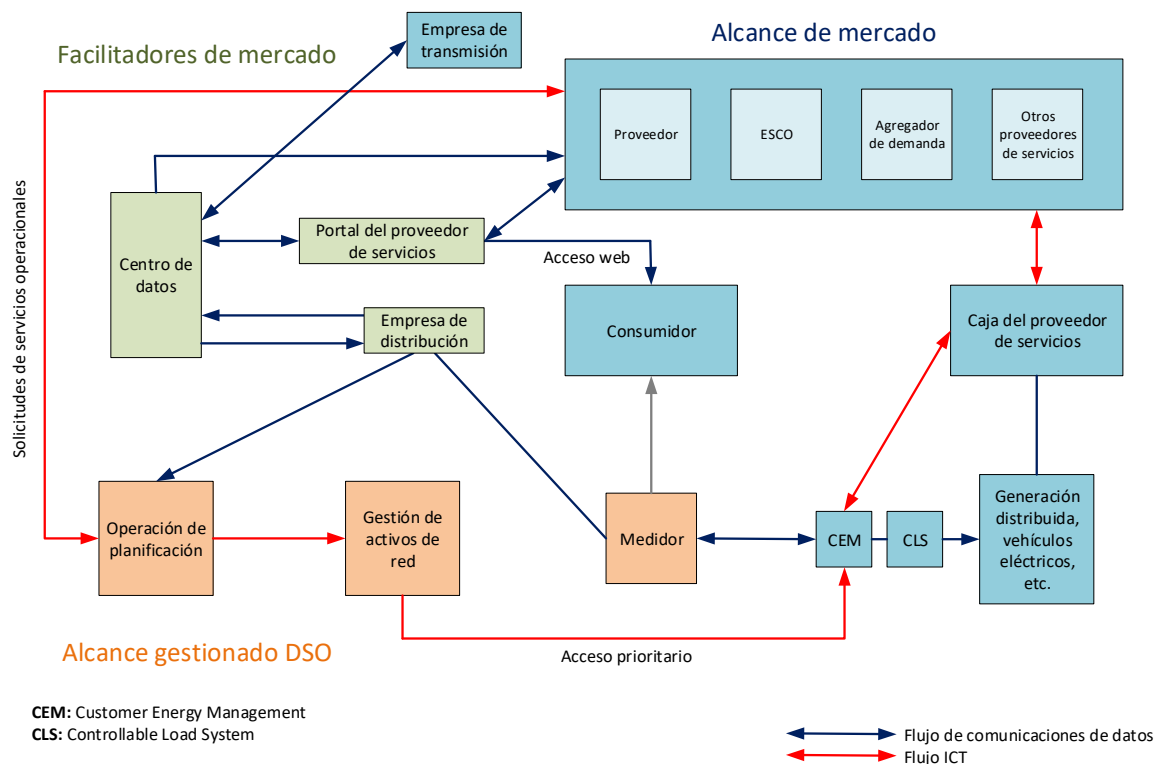 Empresa de
transmisión
Alcance de mercado
Facilitadores de mercado
Proveedor
ESCO
Agregador
de demanda
Otros
proveedores
de servicios
Solicitudes de servicios operacionales
Portal del proveedor
de servicios
Acceso web
Centro de
datos
Empresa de
distribución
Consumidor
Caja del proveedor
de servicios
Operación de
planificación
Gestión de
activos de
red
Medidor
CEM
CLS
Generación
distribuida,
vehículos
eléctricos,
etc.
Alcance gestionado DSO
Acceso prioritario
CEM: Customer Energy Management
CLS: Controllable Load System
Flujo de comunicaciones de datos
Flujo ICT